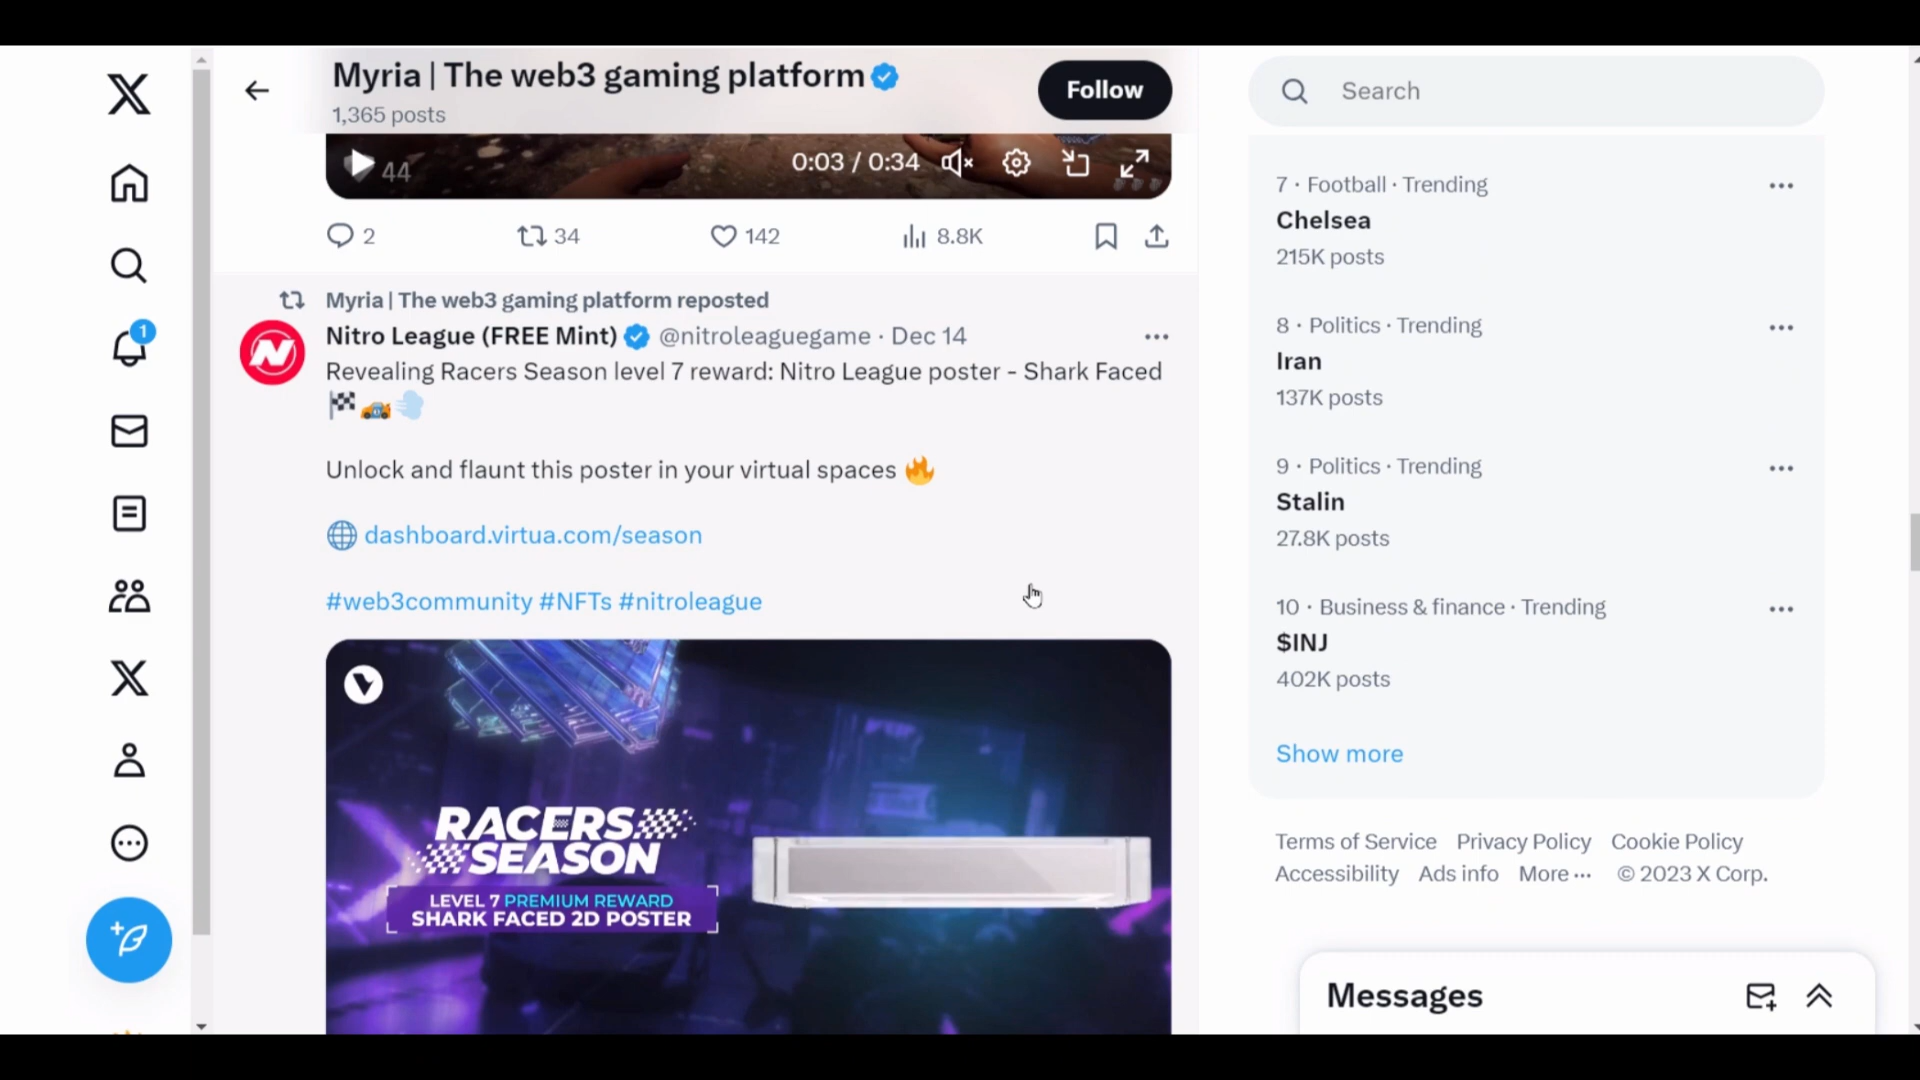 Myria | The web3 gaming platform
1,365 posts
Follow
44
0:03 / 0:34
2
34
142
8.8K
Myria | The web3 gaming platform reposted
Nitro League (FREE Mint) @nitroleaguegame · Dec 14
Revealing Racers Season level 7 reward: Nitro League poster - Shark Faced
🏁🏎️💨
Unlock and flaunt this poster in your virtual spaces 🔥
🌐 dashboard.virtua.com/season
#web3community #NFTs #nitroleague
RACERS
SEASON
LEVEL 7 PREMIUM REWARD
SHARK FACED 2D POSTER
1
Search
7 · Football · Trending
Chelsea
215K posts
8 · Politics · Trending
Iran
137K posts
9 · Politics · Trending
Stalin
27.8K posts
10 · Business & finance · Trending
$INJ
402K posts
Show more
Terms of Service Privacy Policy Cookie Policy
Accessibility Ads info More ··· © 2023 X Corp.
Messages